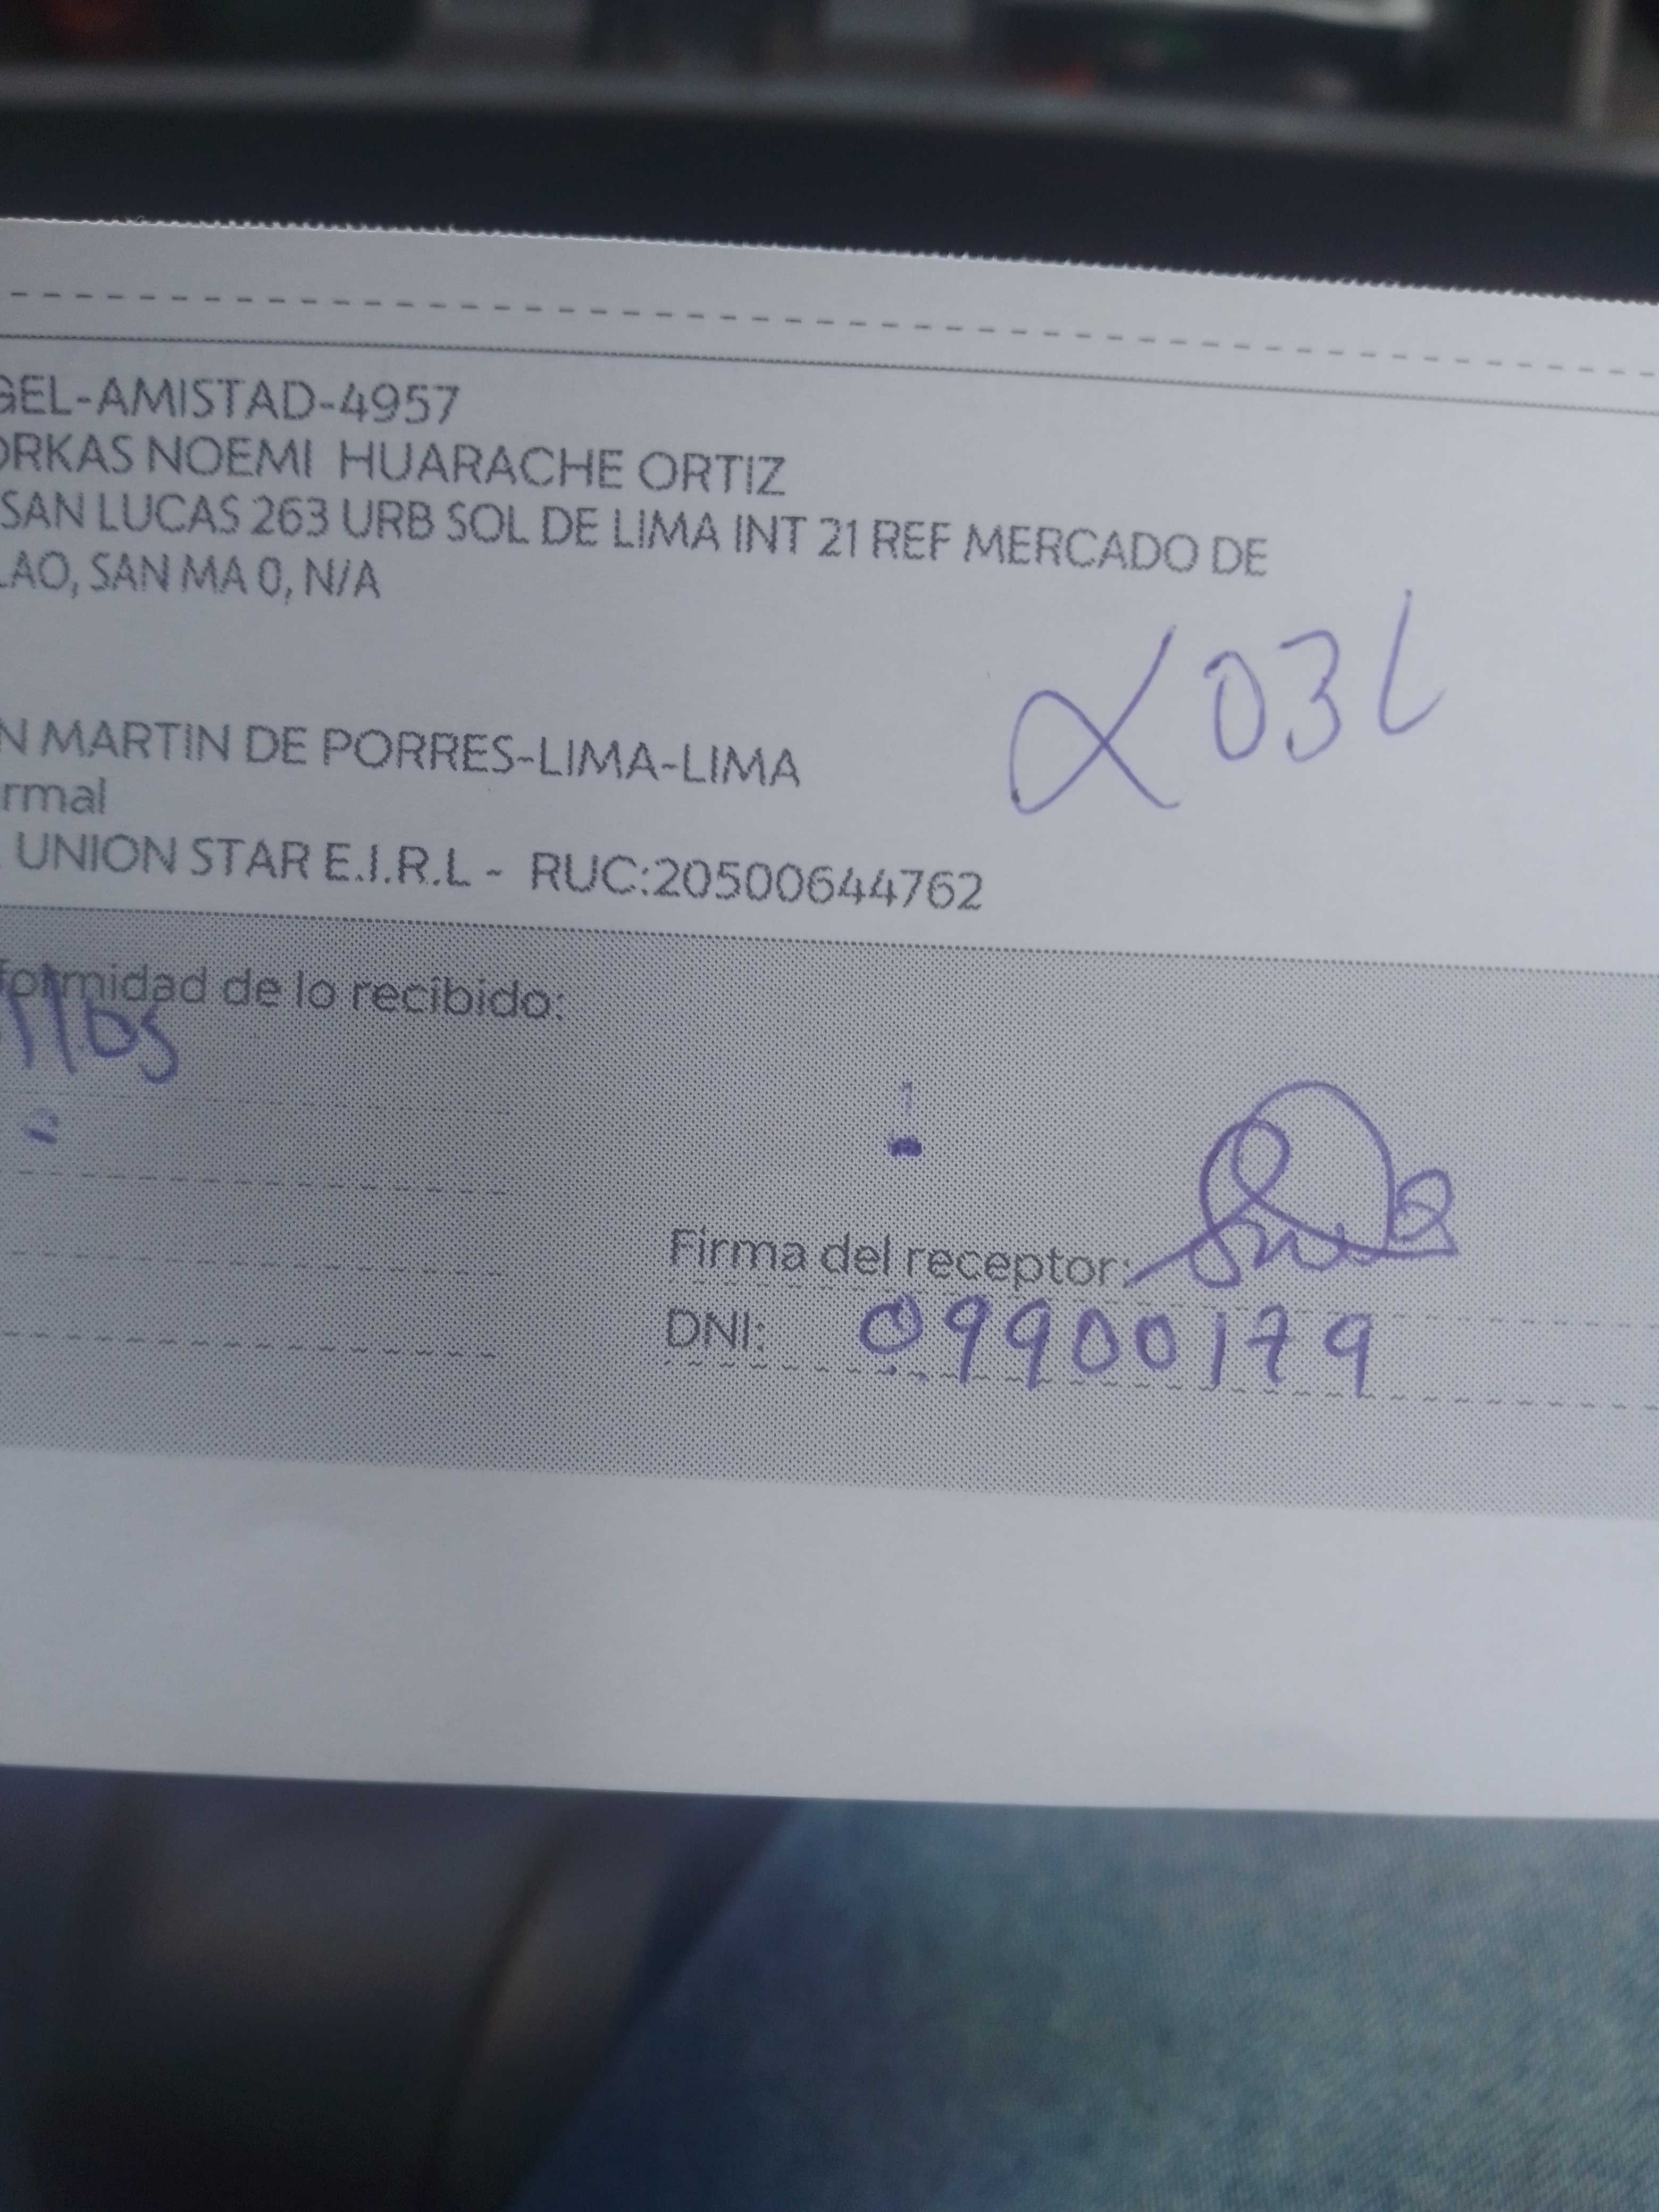 GEL-AMISTAD-4957
ORKAS NOEMI HUARACHE ORTIZ
SAN LUCAS 263 URB SOL DE LIMA INT 21 REF MERCADO DE
LAO, SAN MA 0, N/A
N MARTIN DE PORRES-LIMA-LIMA
rmal
UNION STAR E.I.R.L - RUC:20500644762
formidad de lo recibido:
Firma del receptor:
DNI: 09900179